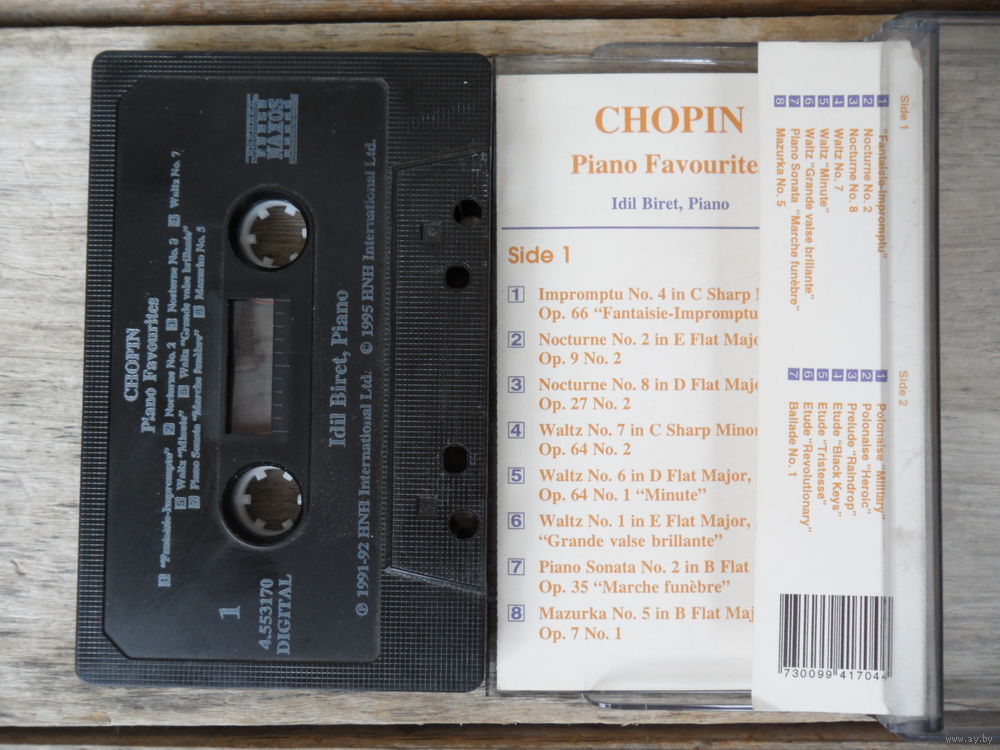 NAXOS
CHOPIN
Piano Favourites
1 "Fantaisie-Impromptu" 2 Nocturne No. 2 3 Nocturne No. 8 4 Waltz No. 7
5 Waltz "Minute" 6 Waltz "Grande valse brillante"
7 Piano Sonata "Marche funèbre" 8 Mazurka No. 5
1
4.553170
DIGITAL
Idil Biret, Piano
℗ 1991-92 HNH International Ltd. © 1995 HNH International Ltd.
CHOPIN
Piano Favourite
Idil Biret, Piano
Side 1
1 Impromptu No. 4 in C Sharp
Op. 66 “Fantaisie-Impromptu
2 Nocturne No. 2 in E Flat Majo
Op. 9 No. 2
3 Nocturne No. 8 in D Flat Majo
Op. 27 No. 2
4 Waltz No. 7 in C Sharp Minor
Op. 64 No. 2
5 Waltz No. 6 in D Flat Major,
Op. 64 No. 1 “Minute”
6 Waltz No. 1 in E Flat Major,
“Grande valse brillante”
7 Piano Sonata No. 2 in B Flat
Op. 35 “Marche funèbre”
8 Mazurka No. 5 in B Flat Maj
Op. 7 No. 1
Side 1
1 "Fantaisie-Impromptu"
2 Nocturne No. 2
3 Nocturne No. 8
4 Waltz No. 7
5 Waltz "Minute"
6 Waltz "Grande valse brillante"
7 Piano Sonata "Marche funèbre"
8 Mazurka No. 5
Side 2
1 Polonaise "Military"
2 Polonaise "Heroic"
3 Prelude "Raindrop"
4 Etude "Black Keys"
5 Etude "Tristesse"
6 Etude "Revolutionary"
7 Ballade No. 1
730099 417044
www.ay.by